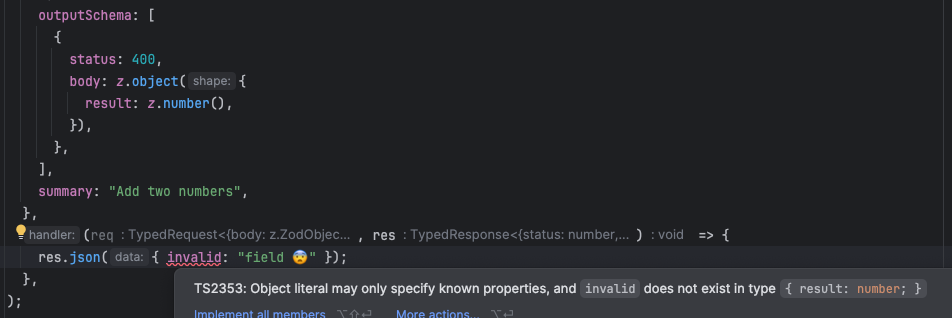 outputSchema: [
{
status: 400,
body: z.object( shape: {
result: z.number(),
}),
},
],
summary: "Add two numbers",
},
handler: (req : TypedRequest<{body: z.ZodObjec... , res : TypedResponse<{status: number,... ) : void => {
res.json( data: { invalid: "field 😨" });
},
);
TS2353: Object literal may only specify known properties, and invalid does not exist in type { result: number; }
Implement all members ⌥⇧⏎ More actions... ⌥⏎